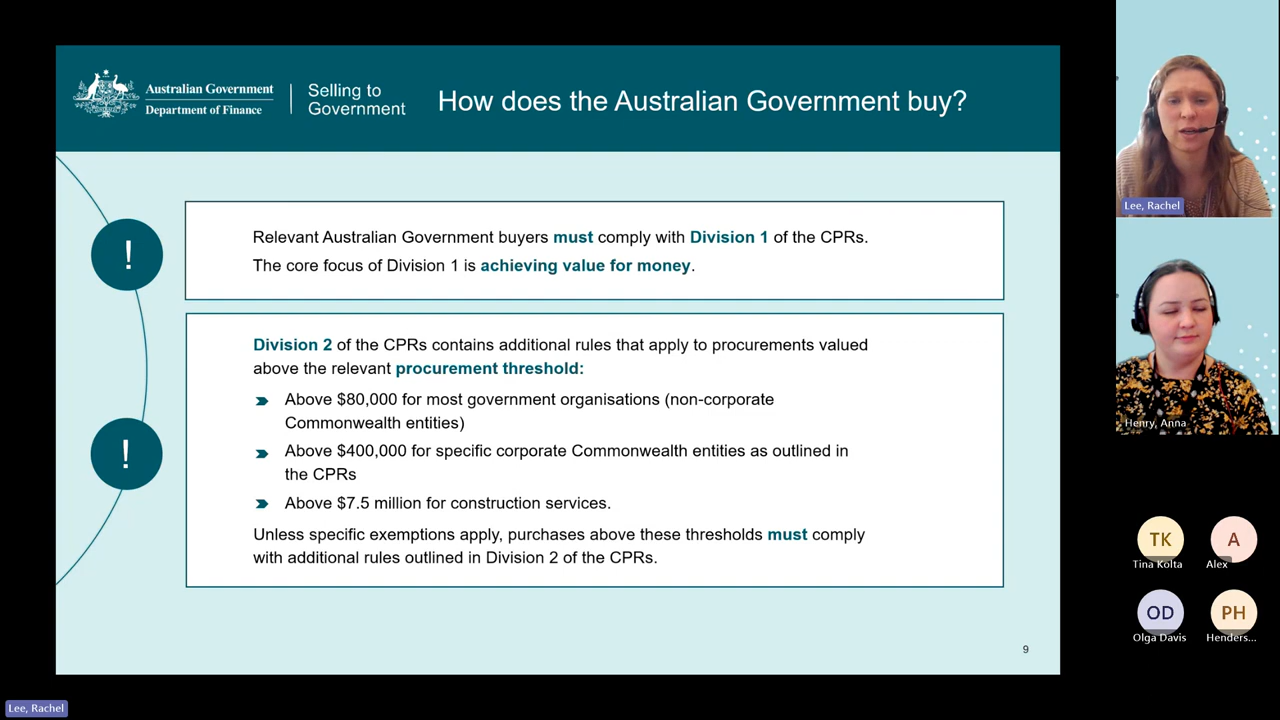 Australian Government
Department of Finance
Selling to
Government
How does the Australian Government buy?
!
Relevant Australian Government buyers must comply with Division 1 of the CPRs.
The core focus of Division 1 is achieving value for money.
!
Division 2 of the CPRs contains additional rules that apply to procurements valued
above the relevant procurement threshold:
Above $80,000 for most government organisations (non-corporate
Commonwealth entities)
Above $400,000 for specific corporate Commonwealth entities as outlined in
the CPRs
Above $7.5 million for construction services.
Unless specific exemptions apply, purchases above these thresholds must comply
with additional rules outlined in Division 2 of the CPRs.
9
Lee, Rachel
Henry, Anna
TK
Tina Kolta
A
Alex
OD
Olga Davis
PH
Henders...
Lee, Rachel